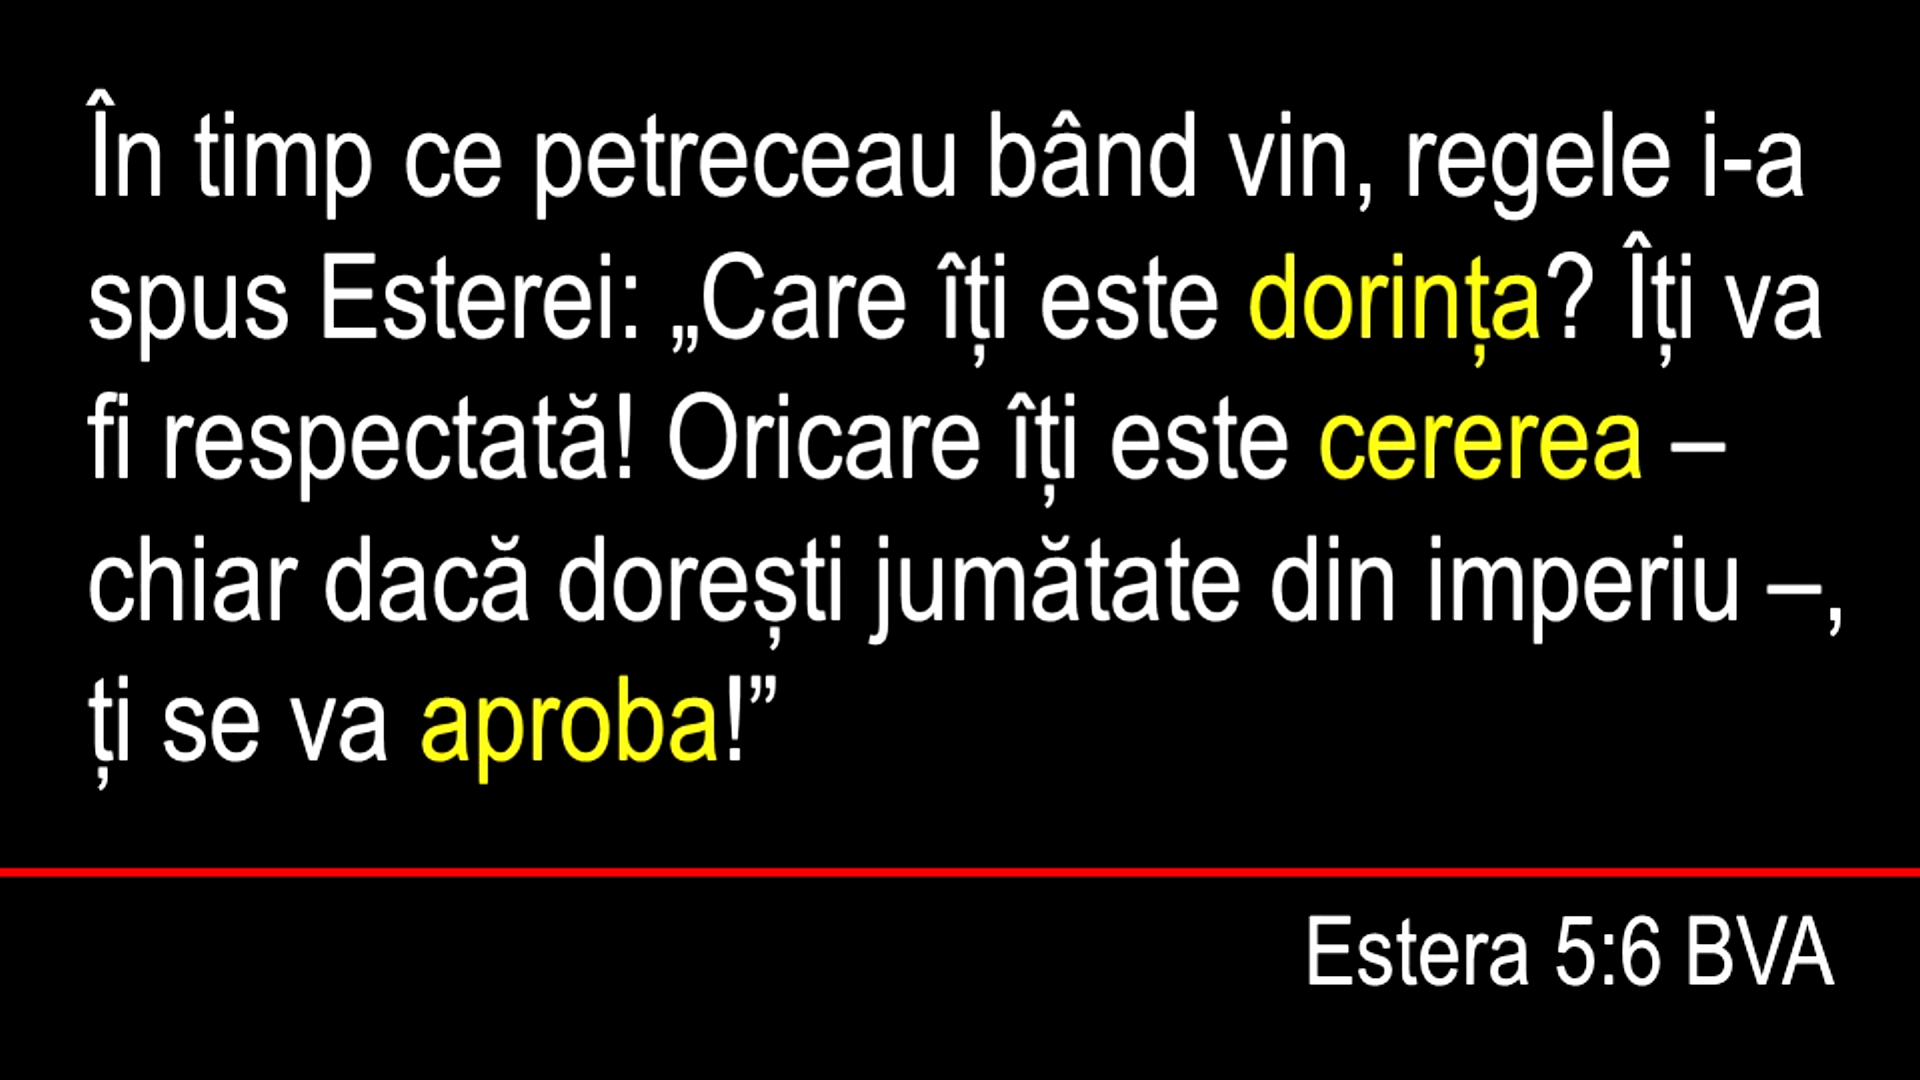 În timp ce petreceau bând vin, regele i-a
spus Esterei: „Care îți este dorința? Îți va
fi respectată! Oricare îți este cererea –
chiar dacă dorești jumătate din imperiu –,
ți se va aproba!”
Estera 5:6 BVA